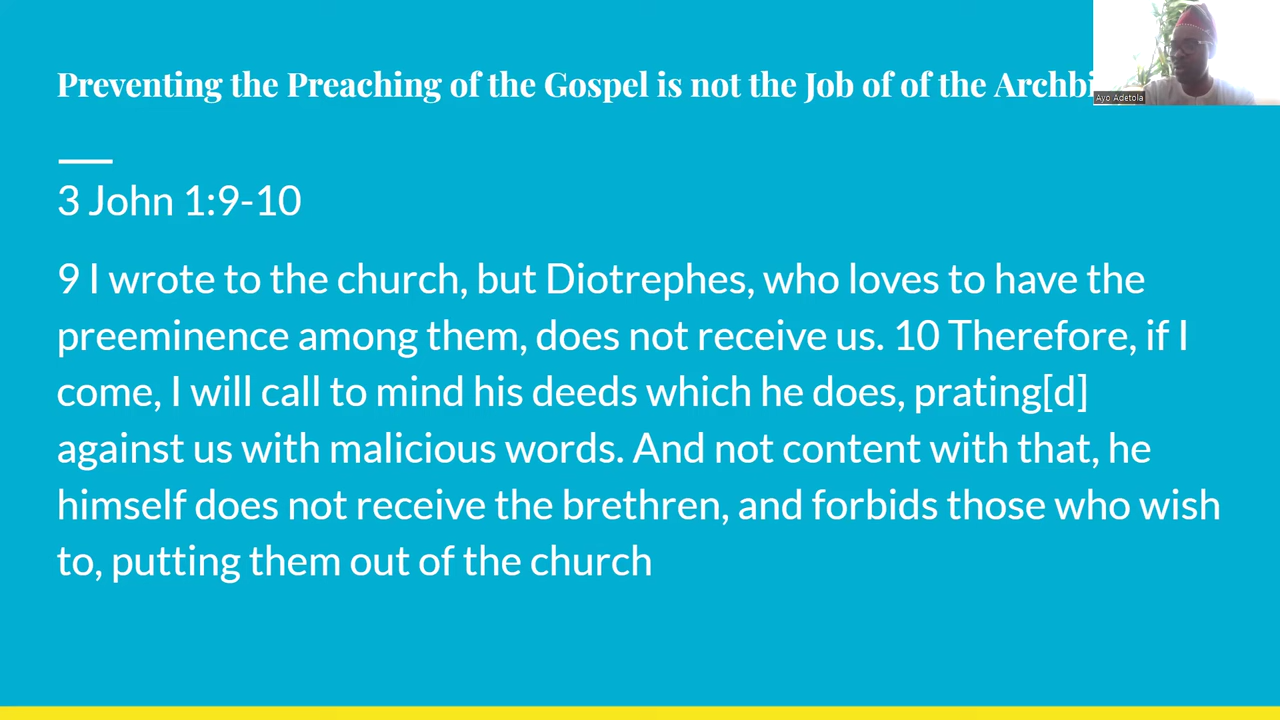 Preventing the Preaching of the Gospel is not the Job of of the Archbi
Ayo Adetola
3 John 1:9-10
9 I wrote to the church, but Diotrephes, who loves to have the
preeminence among them, does not receive us. 10 Therefore, if I
come, I will call to mind his deeds which he does, prating[d]
against us with malicious words. And not content with that, he
himself does not receive the brethren, and forbids those who wish
to, putting them out of the church